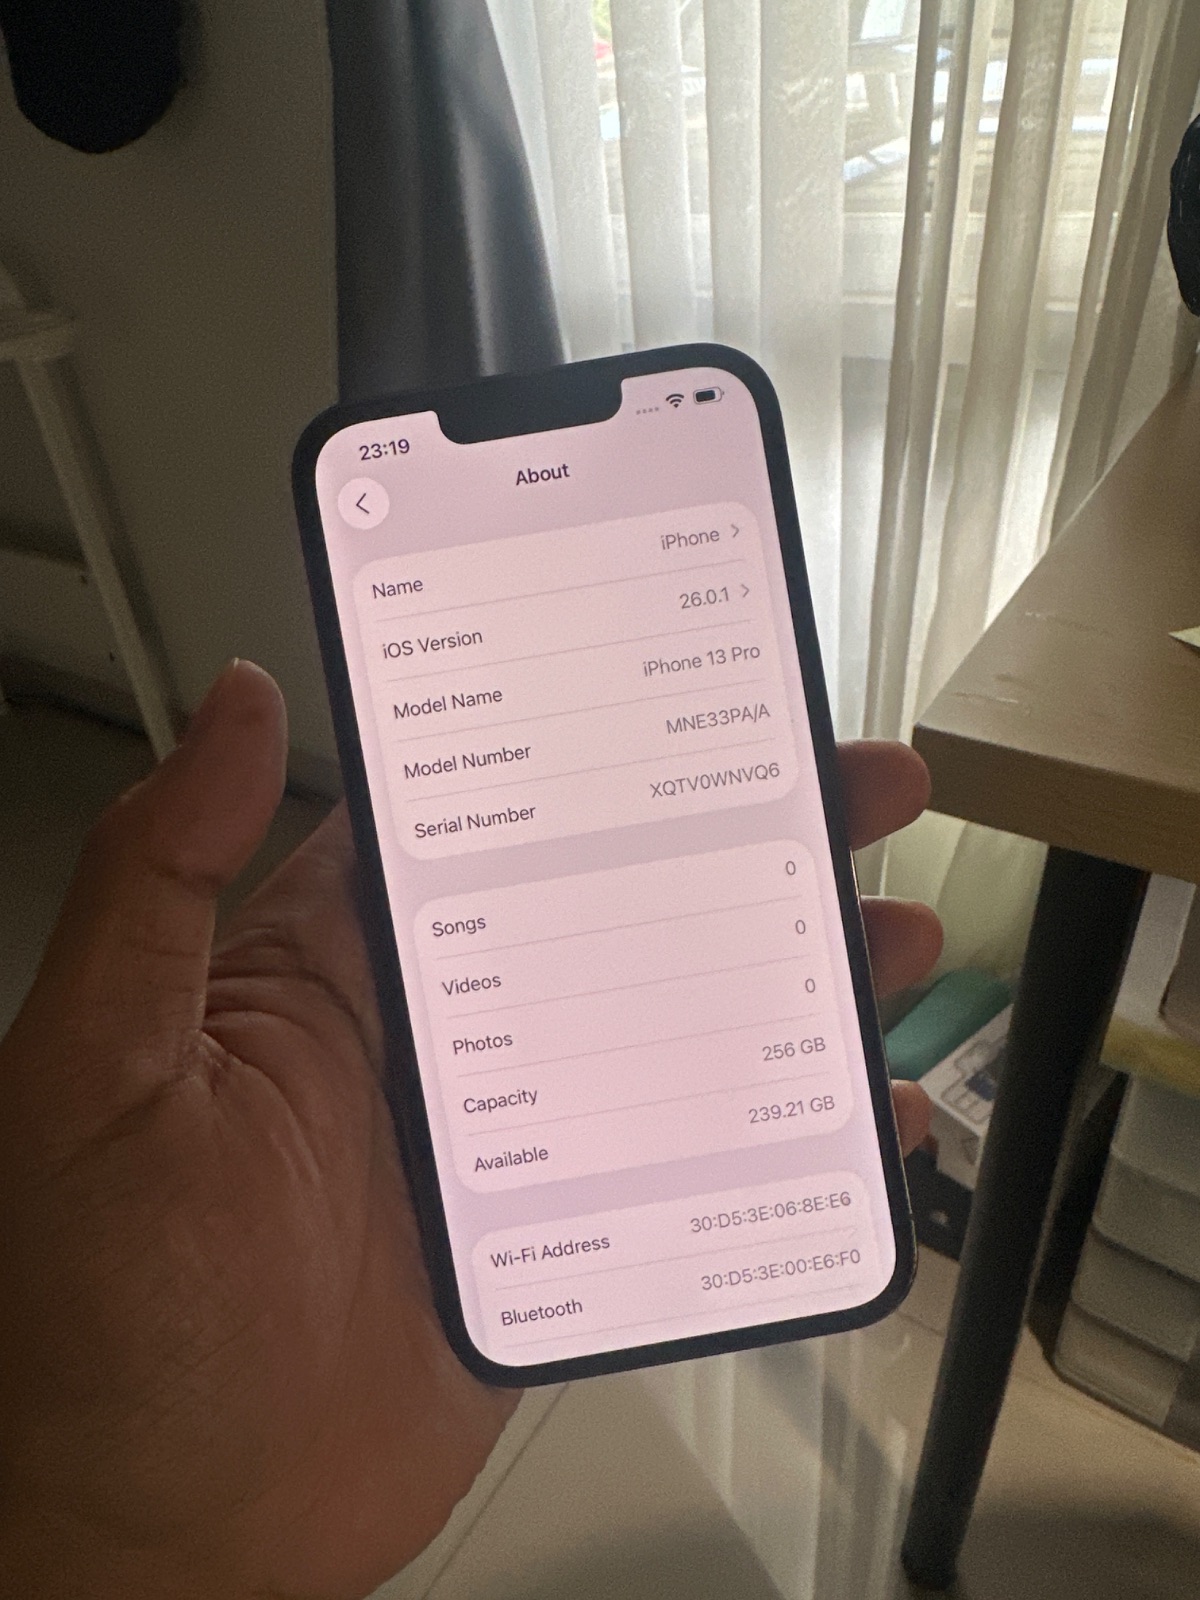 23:19
About
Name iPhone
iOS Version 26.0.1
Model Name iPhone 13 Pro
Model Number MNE33PA/A
Serial Number XQTV0WNVQ6
Songs 0
Videos 0
Photos 0
Capacity 256 GB
Available 239.21 GB
Wi-Fi Address 30:D5:3E:06:8E:E6
Bluetooth 30:D5:3E:00:E6:F0